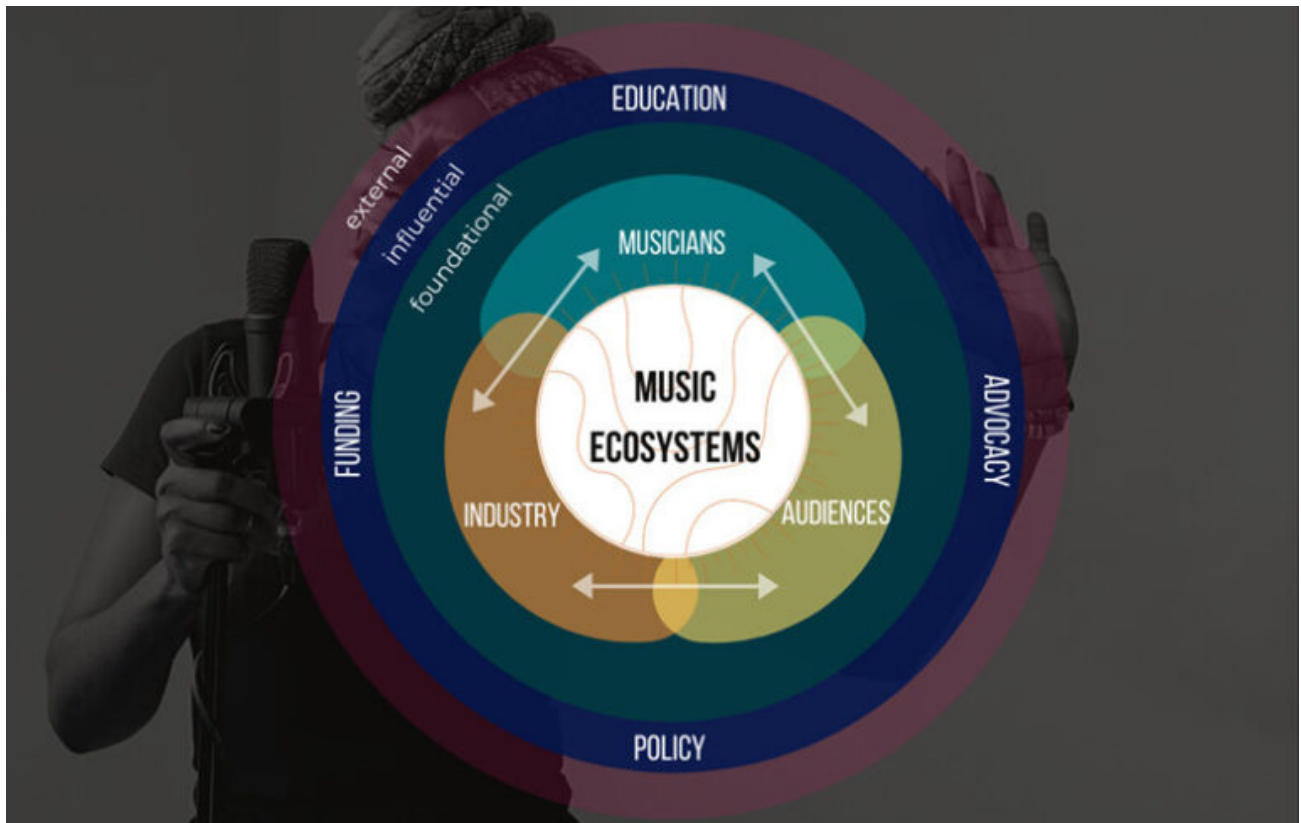 EDUCATION
external
influential
foundational
MUSICIANS
MUSIC
ECOSYSTEMS
FUNDING
ADVOCACY
INDUSTRY
AUDIENCES
POLICY